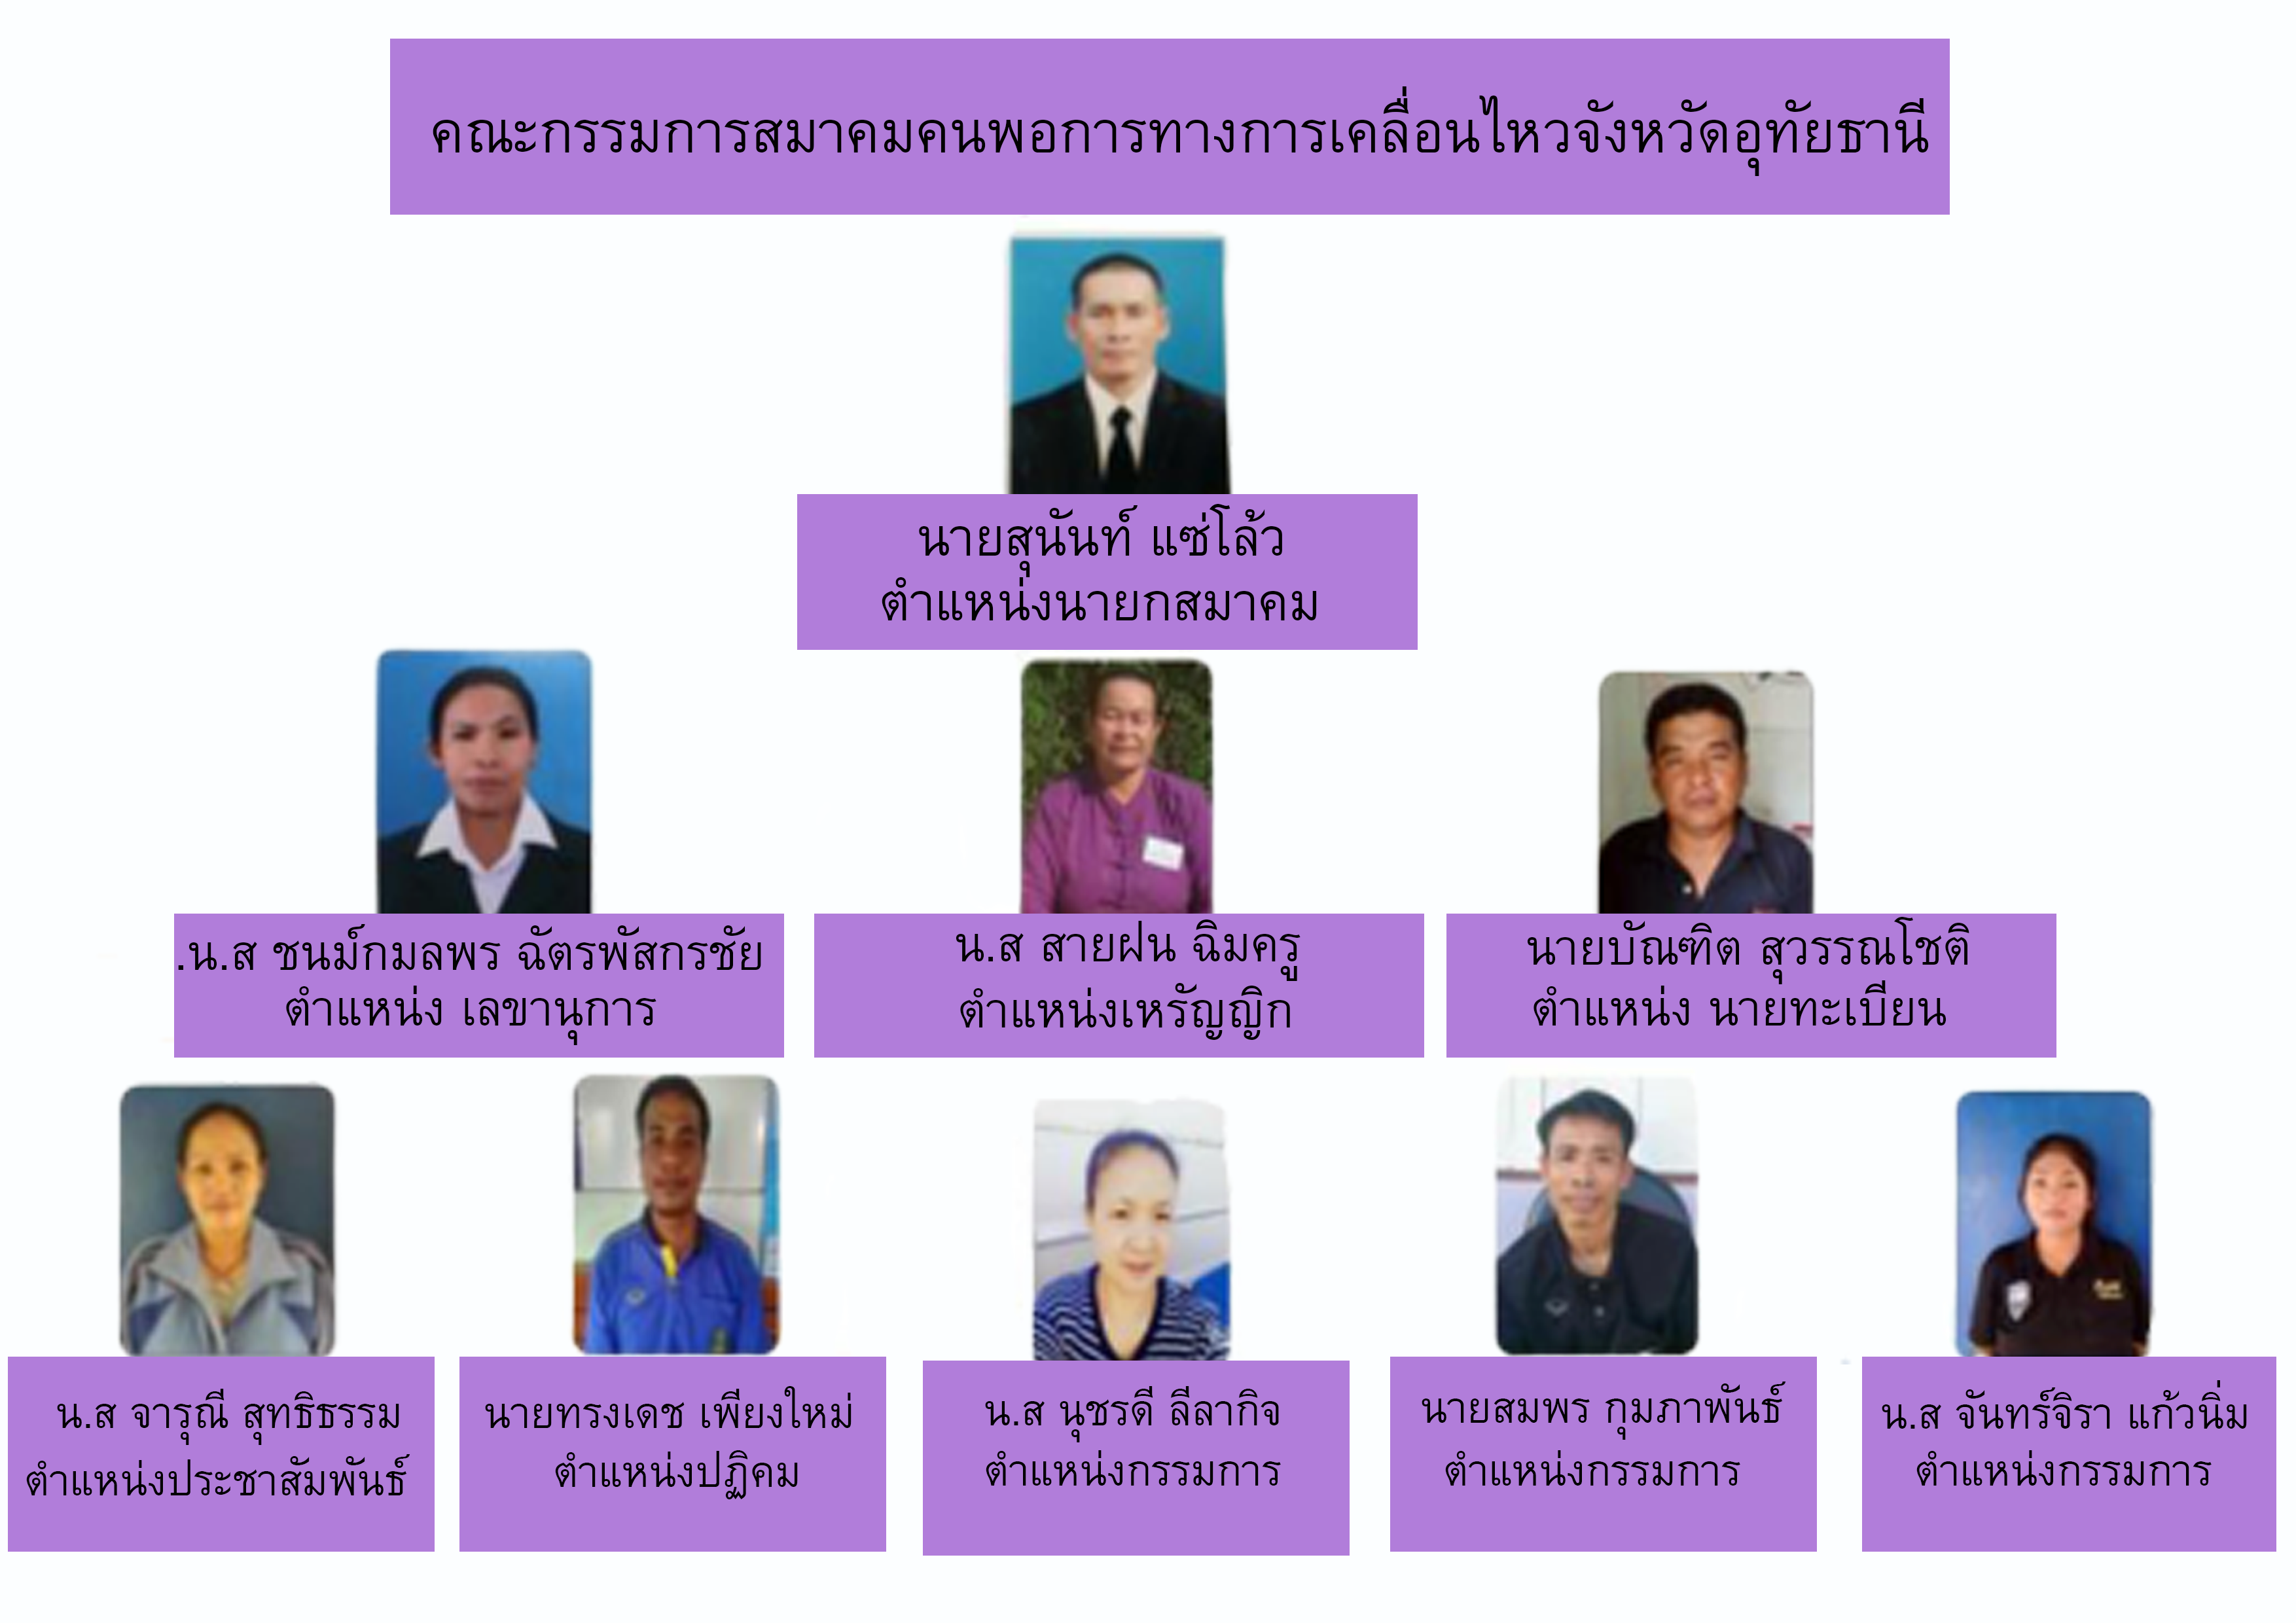 คณะกรรมการสมาคมคนพอการทางการเคลื่อนไหวจังหวัดอุทัยธานี
นายสุนันท์ แซ่โล้ว
ตำแหน่งนายกสมาคม
.น.ส ชนม์กมลพร ฉัตรพัสกรชัย
ตำแหน่ง เลขานุการ
น.ส สายฝน ฉิมครู
ตำแหน่งเหรัญญิก
นายบัณฑิต สุวรรณโชติ
ตำแหน่ง นายทะเบียน
น.ส จารุณี สุทธิธรรม
ตำแหน่งประชาสัมพันธ์
นายทรงเดช เพียงใหม่
ตำแหน่งปฏิคม
น.ส นุชรดี ลีลากิจ
ตำแหน่งกรรมการ
นายสมพร กุมภาพันธ์
ตำแหน่งกรรมการ
น.ส จันทร์จิรา แก้วนิ่ม
ตำแหน่งกรรมการ